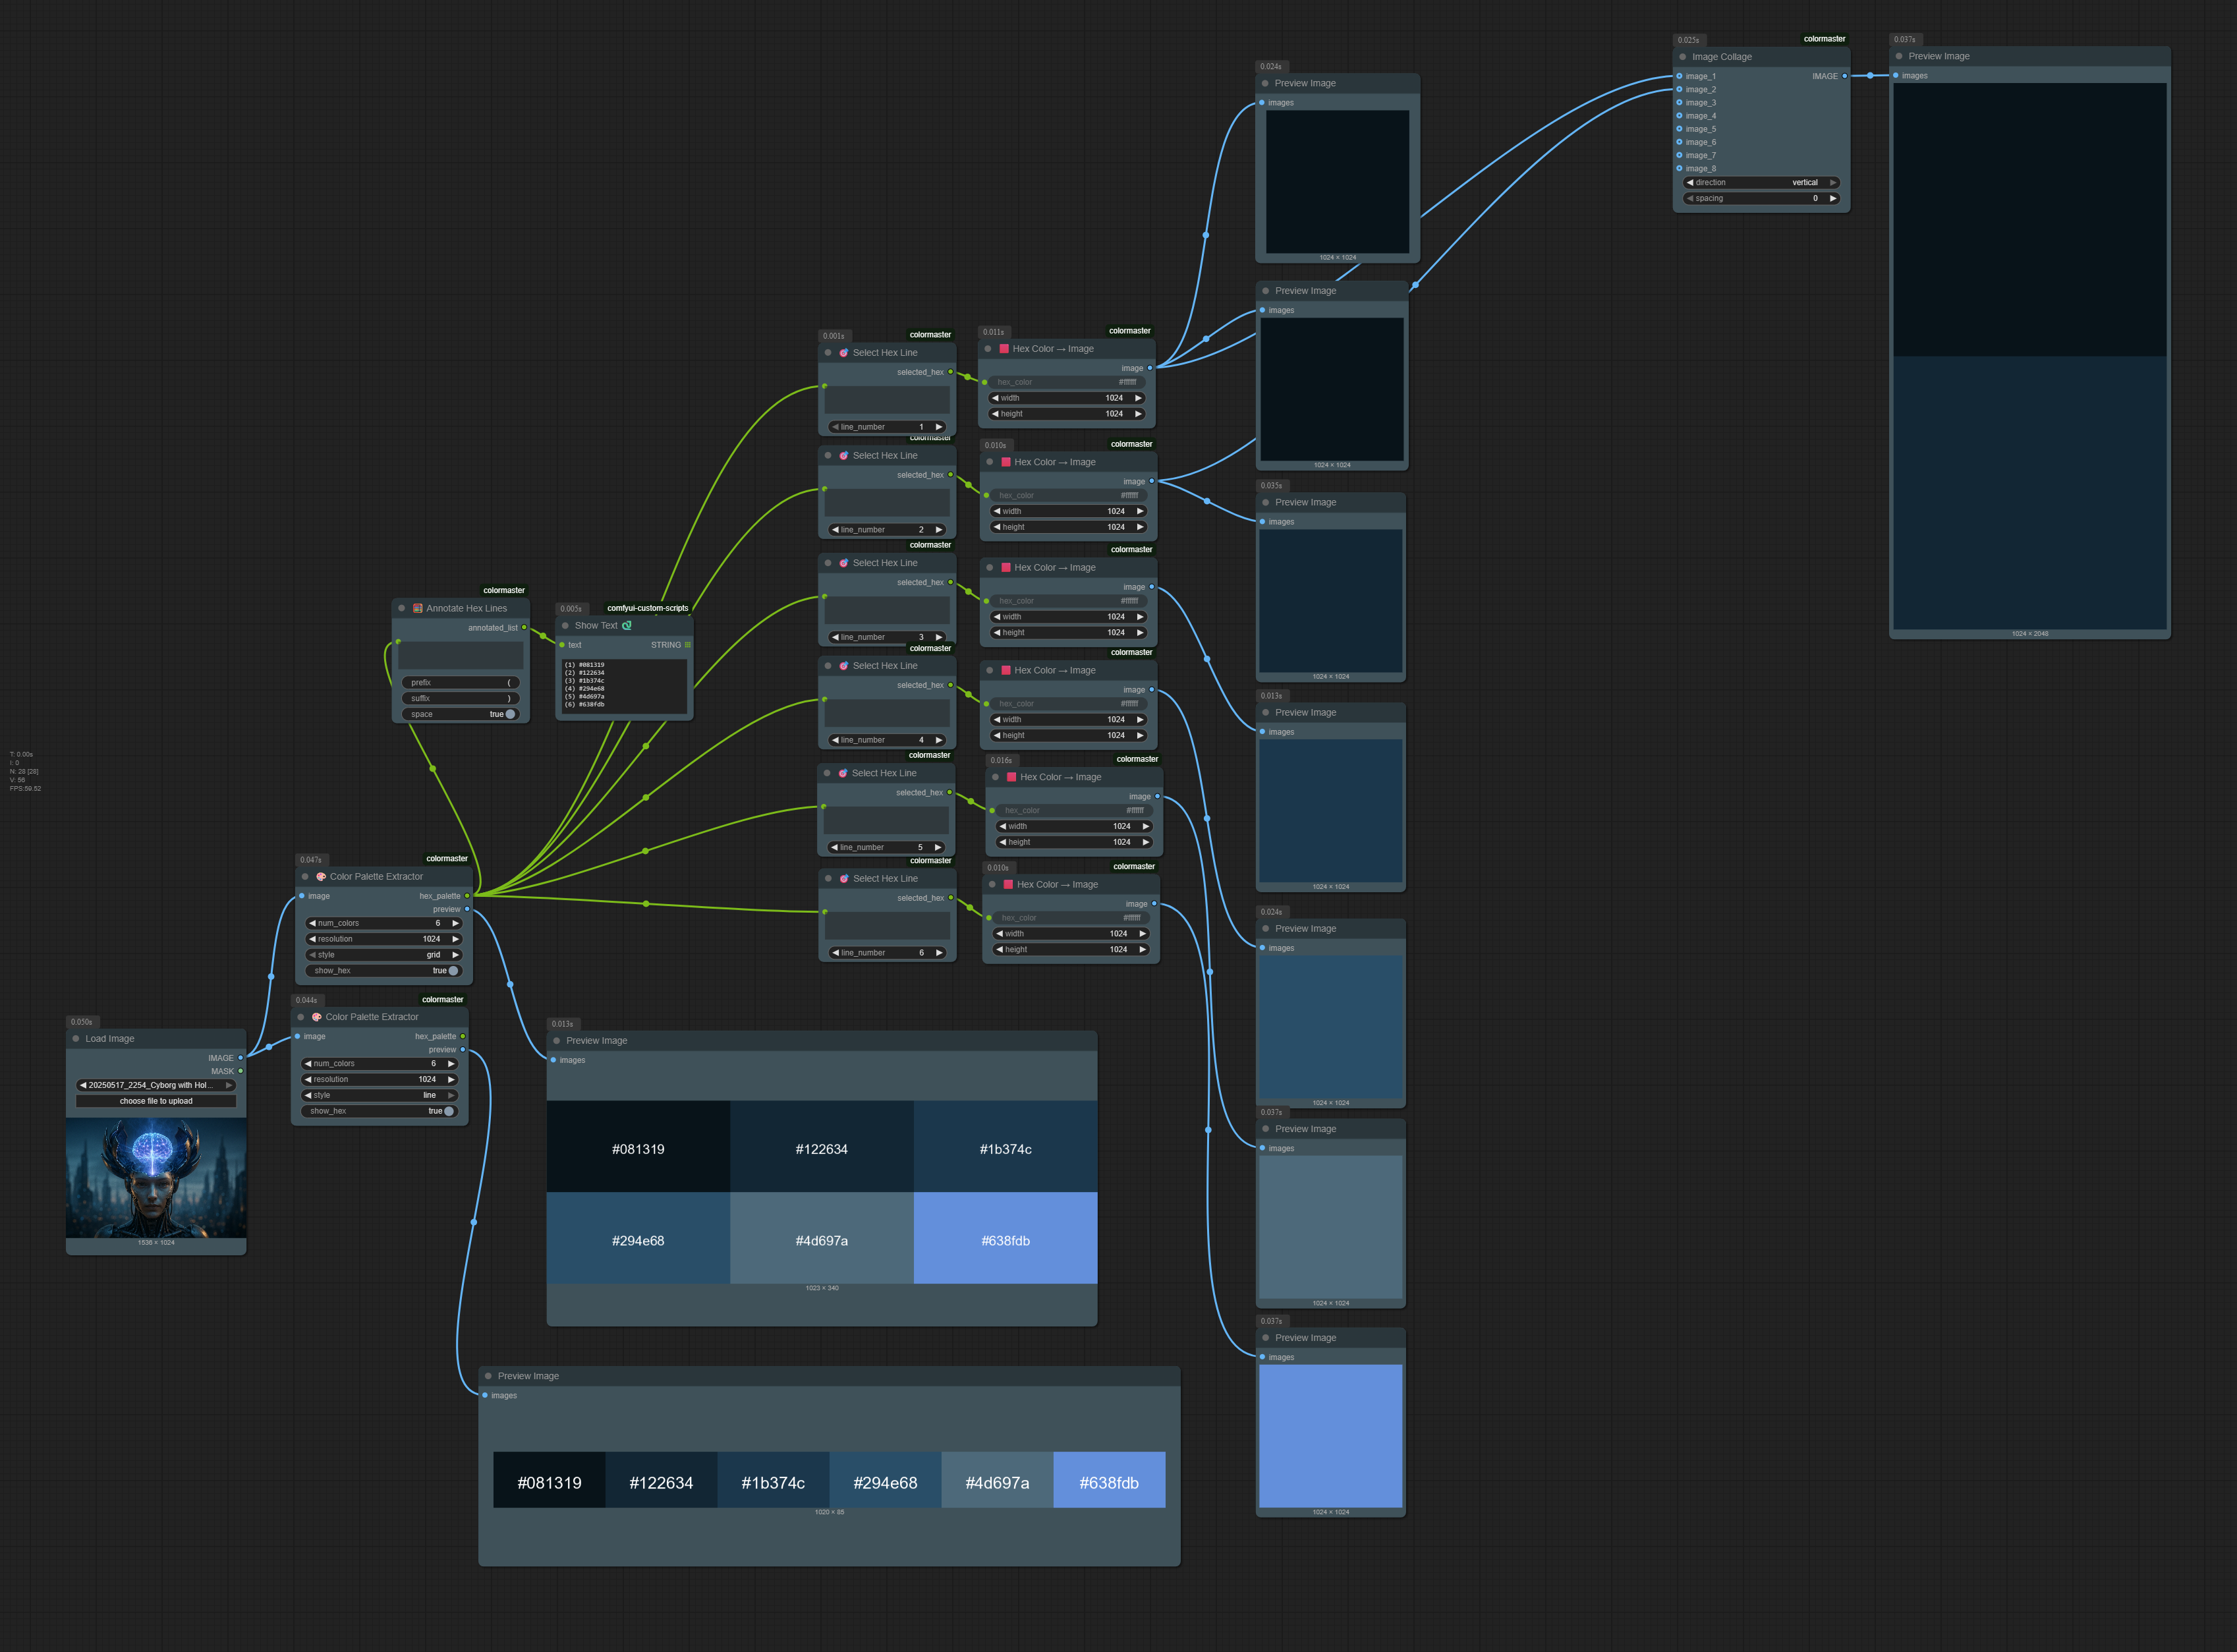 0.025s
colormaster
Image Collage
image_1
IMAGE
image_2
image_3
image_4
image_5
image_6
image_7
image_8
direction
vertical
spacing
0
0.037s
Preview Image
images
1024 × 2048
0.024s
Preview Image
images
1024 × 1024
Preview Image
images
1024 × 1024
0.035s
Preview Image
images
1024 × 1024
0.013s
Preview Image
images
1024 × 1024
0.024s
Preview Image
images
1024 × 1024
0.037s
Preview Image
images
1024 × 1024
0.037s
Preview Image
images
1024 × 1024
0.001s
colormaster
Select Hex Line
selected_hex
line_number
1
0.011s
colormaster
Hex Color → Image
image
hex_color
#ffffff
width
1024
height
1024
colormaster
Select Hex Line
selected_hex
line_number
2
0.010s
colormaster
Hex Color → Image
image
hex_color
#ffffff
width
1024
height
1024
colormaster
Select Hex Line
selected_hex
line_number
3
colormaster
Hex Color → Image
image
hex_color
#ffffff
width
1024
height
1024
colormaster
Select Hex Line
selected_hex
line_number
4
colormaster
Hex Color → Image
image
hex_color
#ffffff
width
1024
height
1024
colormaster
Select Hex Line
selected_hex
line_number
5
0.016s
colormaster
Hex Color → Image
image
hex_color
#ffffff
width
1024
height
1024
colormaster
Select Hex Line
selected_hex
line_number
6
0.010s
colormaster
Hex Color → Image
image
hex_color
#ffffff
width
1024
height
1024
colormaster
Annotate Hex Lines
annotated_list
prefix
(
suffix
)
space
true
0.005s
comfyui-custom-scripts
Show Text
text
STRING
(1) #081319
(2) #122634
(3) #1b374c
(4) #294e68
(5) #4d697a
(6) #638fdb
T: 0.00s
I: 0
N: 28 [28]
V: 56
FPS:59.52
0.047s
colormaster
Color Palette Extractor
image
hex_palette
preview
num_colors
6
resolution
1024
style
grid
show_hex
true
0.044s
colormaster
Color Palette Extractor
image
hex_palette
preview
num_colors
6
resolution
1024
style
line
show_hex
true
0.050s
Load Image
IMAGE
MASK
20250517_2254_Cyborg with Hol ...
choose file to upload
1536 × 1024
0.013s
Preview Image
images
#081319
#122634
#1b374c
#294e68
#4d697a
#638fdb
1023 × 340
Preview Image
images
#081319
#122634
#1b374c
#294e68
#4d697a
#638fdb
1020 × 85